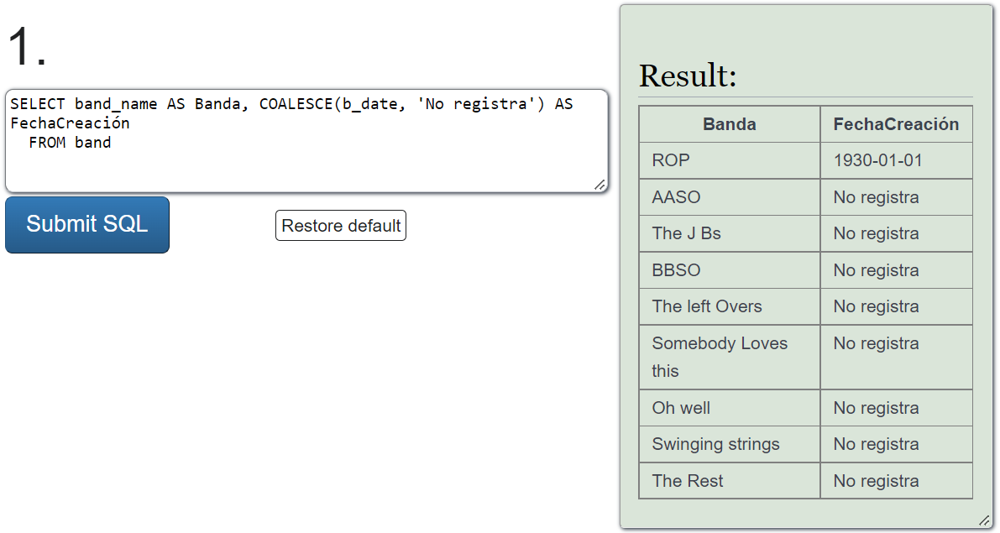 1.
SELECT band_name AS Banda, COALESCE(b_date, 'No registra') AS
FechaCreación
  FROM band
Submit SQL
Restore default
Result:
Banda FechaCreación
ROP 1930-01-01
AASO No registra
The J Bs No registra
BBSO No registra
The left Overs No registra
Somebody Loves No registra
this
Oh well No registra
Swinging strings No registra
The Rest No registra